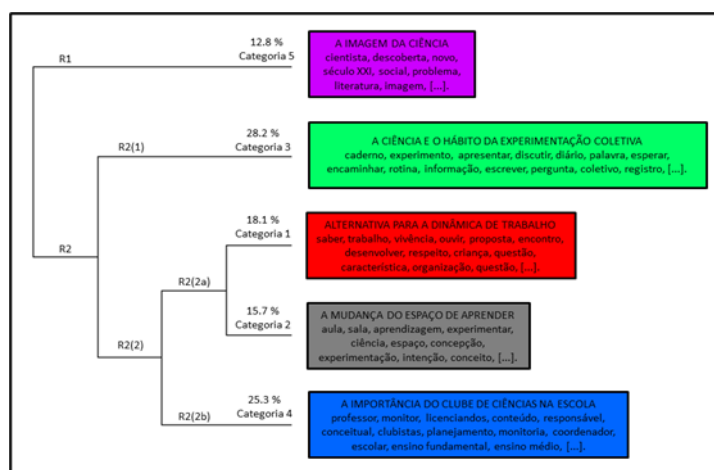 12.8 %
R1
Categoria 5
A IMAGEM DA CIÊNCIA
cientista, descoberta, novo,
século XXI, social, problema,
literatura, imagem, [...].
28.2 %
R2(1)
Categoria 3
A CIÊNCIA E O HÁBITO DA EXPERIMENTAÇÃO COLETIVA
caderno, experimento, apresentar, discutir, diário, palavra, esperar,
encaminhar, rotina, informação, escrever, pergunta, coletivo, registro, [...].
R2
18.1 %
Categoria 1
ALTERNATIVA PARA A DINÂMICA DE TRABALHO
saber, trabalho, vivência, ouvir, proposta, encontro,
desenvolver, respeito, criança, questão,
característica, organização, questão, [...].
R2(2a)
15.7 %
Categoria 2
A MUDANÇA DO ESPAÇO DE APRENDER
aula, sala, aprendizagem, experimentar,
ciência, espaço, concepção,
experimentação, intenção, conceito, [...].
R2(2)
25.3 %
R2(2b)
Categoria 4
A IMPORTÂNCIA DO CLUBE DE CIÊNCIAS NA ESCOLA
professor, monitor, licenciandos, conteúdo, responsável,
conceitual, clubistas, planejamento, monitoria, coordenador,
escolar, ensino fundamental, ensino médio, [...].